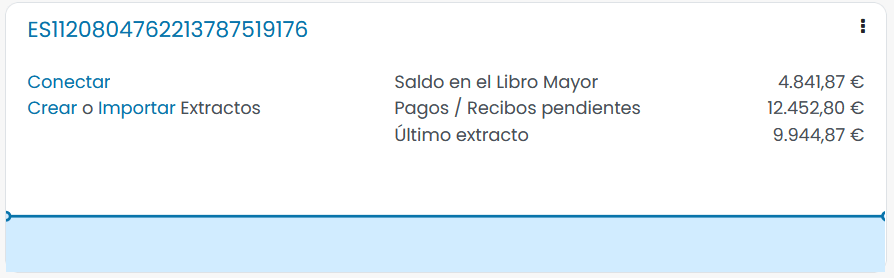 ES1120804762213787519176
Conectar
Crear o Importar Extractos
Saldo en el Libro Mayor 4.841,87 €
Pagos / Recibos pendientes 12.452,80 €
Último extracto 9.944,87 €